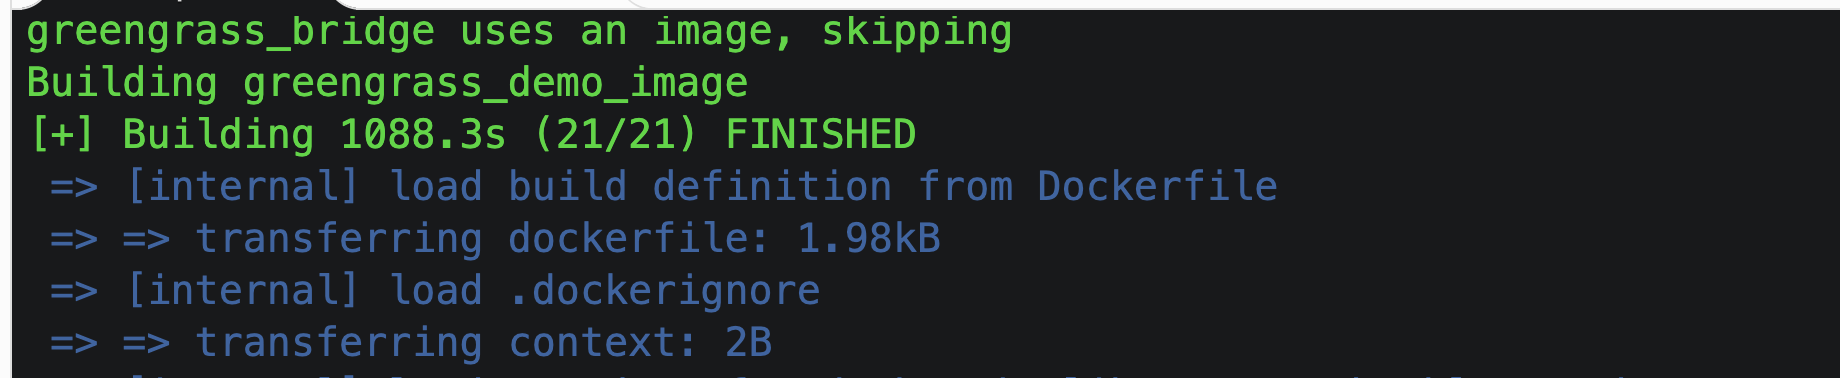 greengrass_bridge uses an image, skipping
Building greengrass_demo_image
[+] Building 1088.3s (21/21) FINISHED
=> [internal] load build definition from Dockerfile
=> => transferring dockerfile: 1.98kB
=> [internal] load .dockerignore
=> => transferring context: 2B